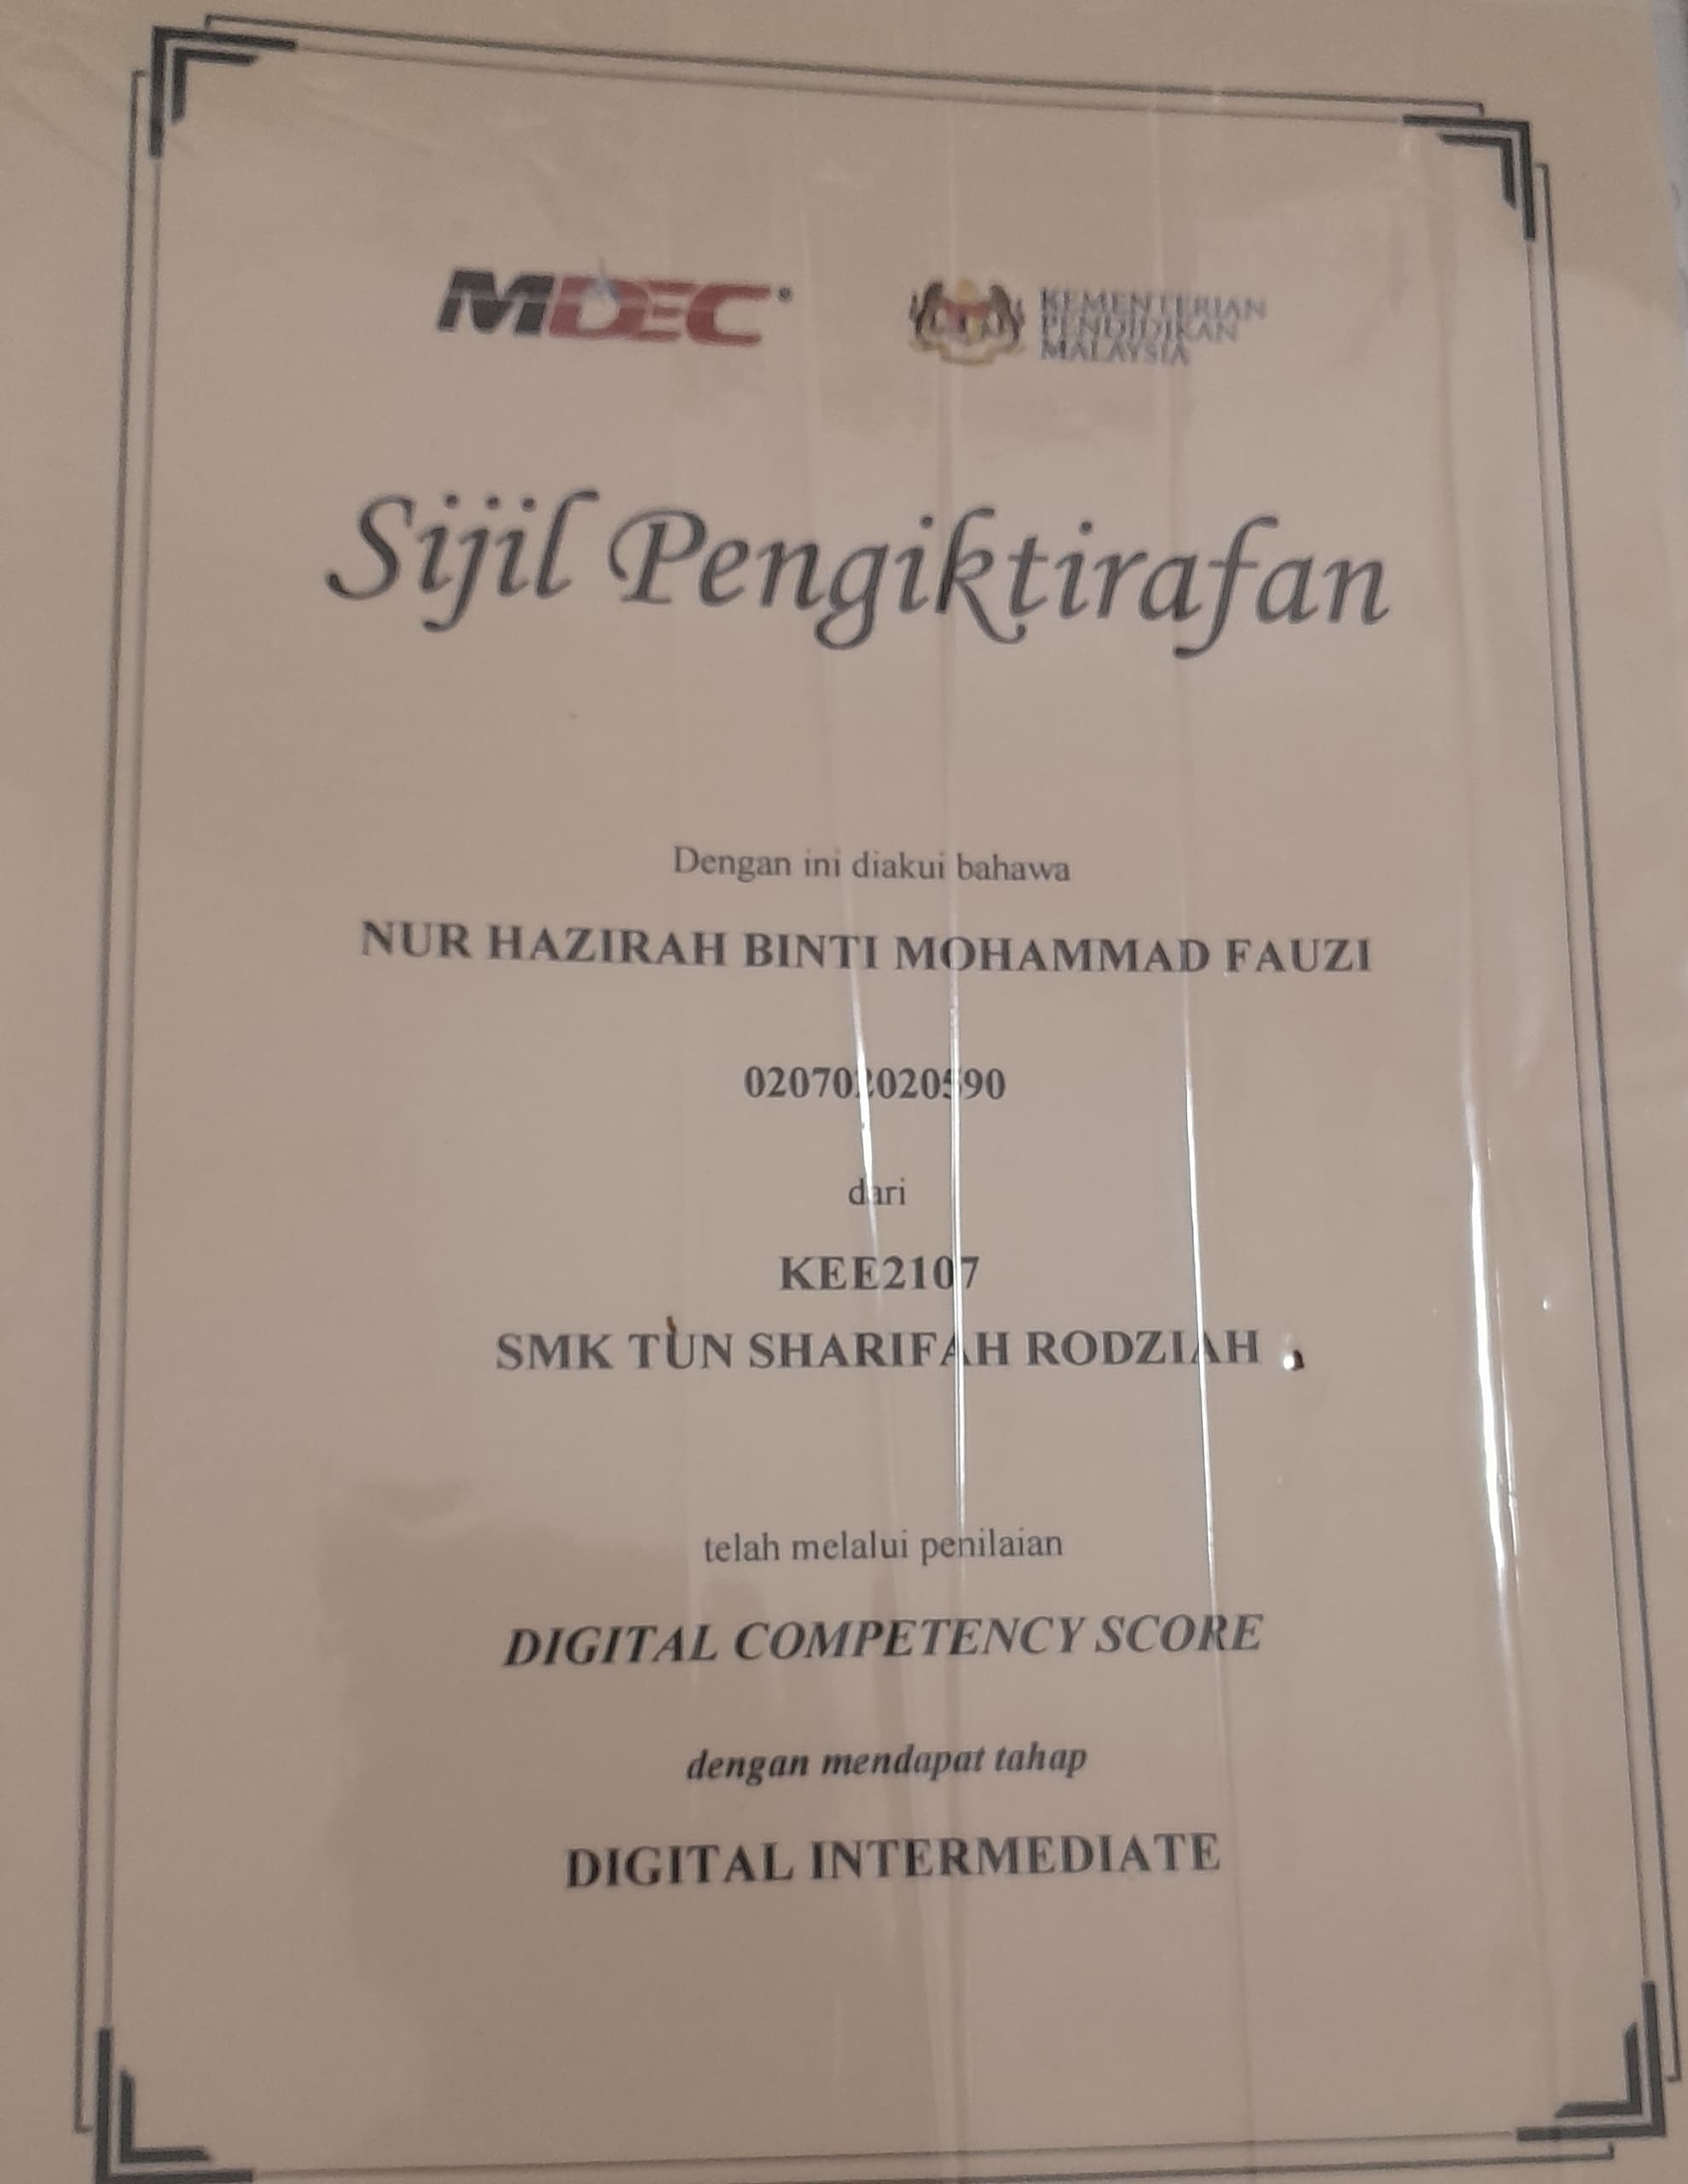 MDEC
KEMENTERIAN
PENDIDIKAN
MALAYSIA
Sijil Pengiktirafan
Dengan ini diakui bahawa
NUR HAZIRAH BINTI MOHAMMAD FAUZI
dari
KEE2107
SMK TUN SHARIFAH RODZIAH
telah melalui penilaian
DIGITAL COMPETENCY SCORE
dengan mendapat tahap
DIGITAL INTERMEDIATE